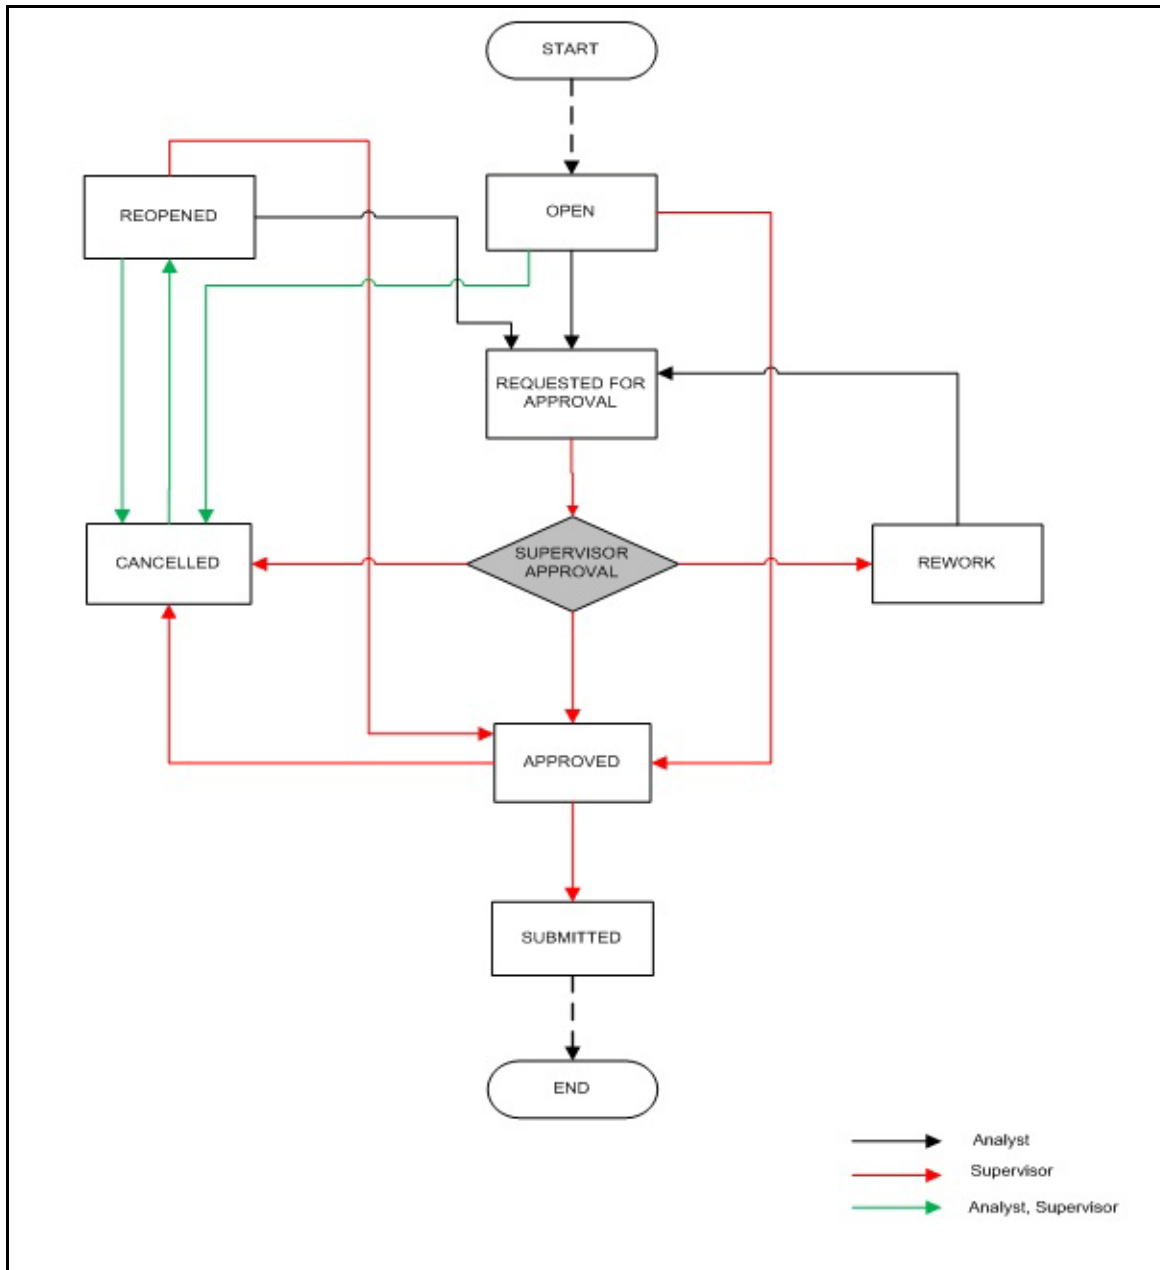 START
REOPENED
OPEN
REQUESTED FOR
APPROVAL
CANCELLED
SUPERVISOR
APPROVAL
REWORK
APPROVED
SUBMITTED
END
Analyst
Supervisor
Analyst, Supervisor